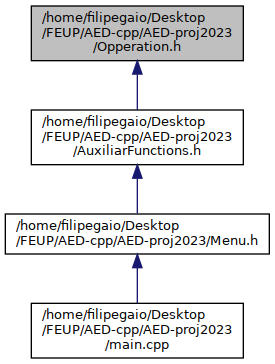 /home/filipegaio/Desktop
/FEUP/AED-cpp/AED-proj2023
/Opperation.h
/home/filipegaio/Desktop
/FEUP/AED-cpp/AED-proj2023
/AuxiliarFunctions.h
/home/filipegaio/Desktop
/FEUP/AED-cpp/AED-proj2023/Menu.h
/home/filipegaio/Desktop
/FEUP/AED-cpp/AED-proj2023
/main.cpp